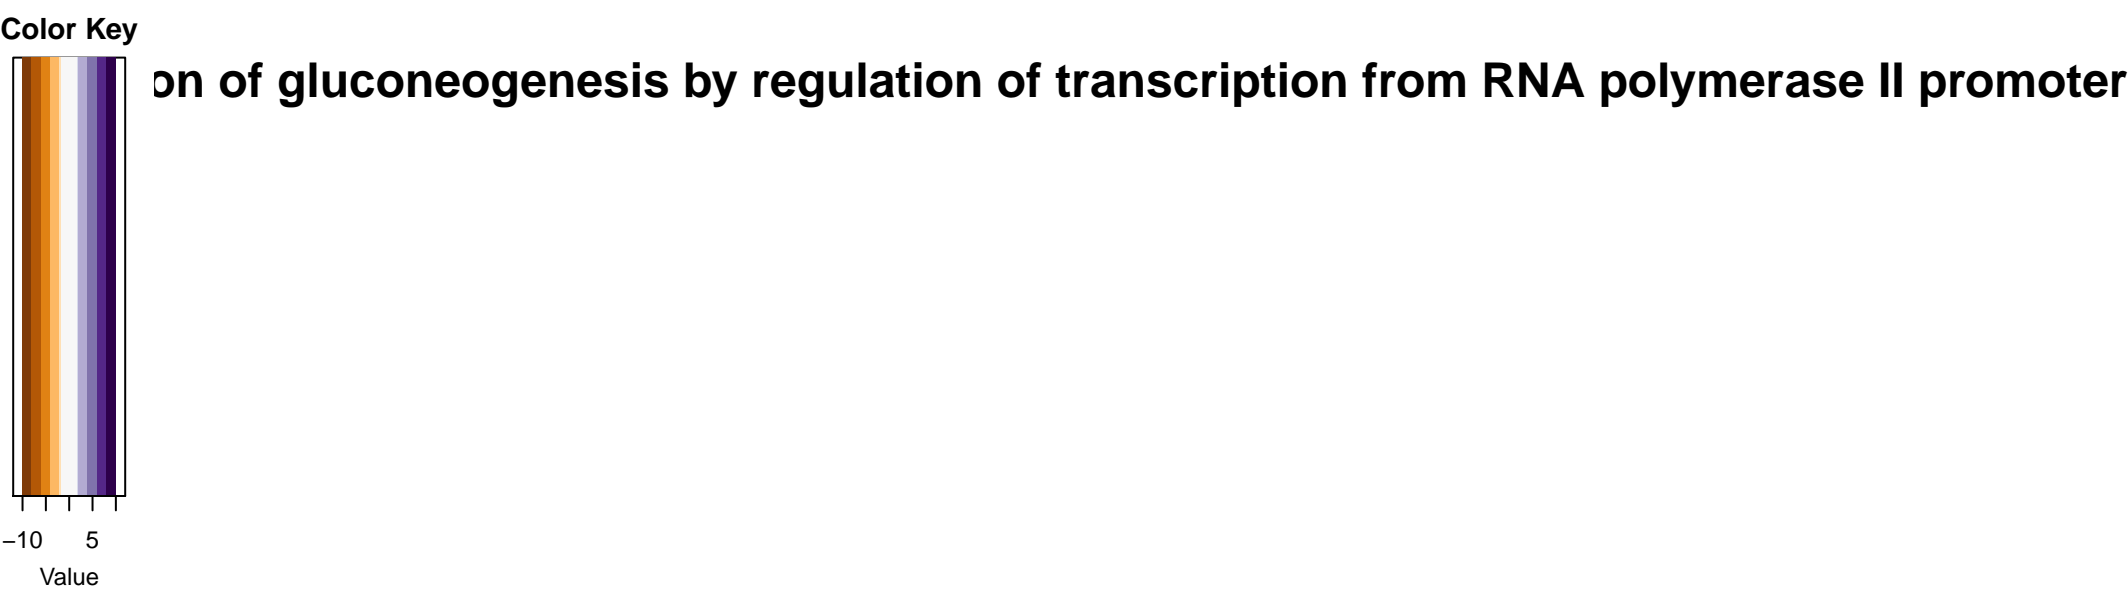 Color Key
on of gluconeogenesis by regulation of transcription from RNA polymerase II promoter
−10 5
Value